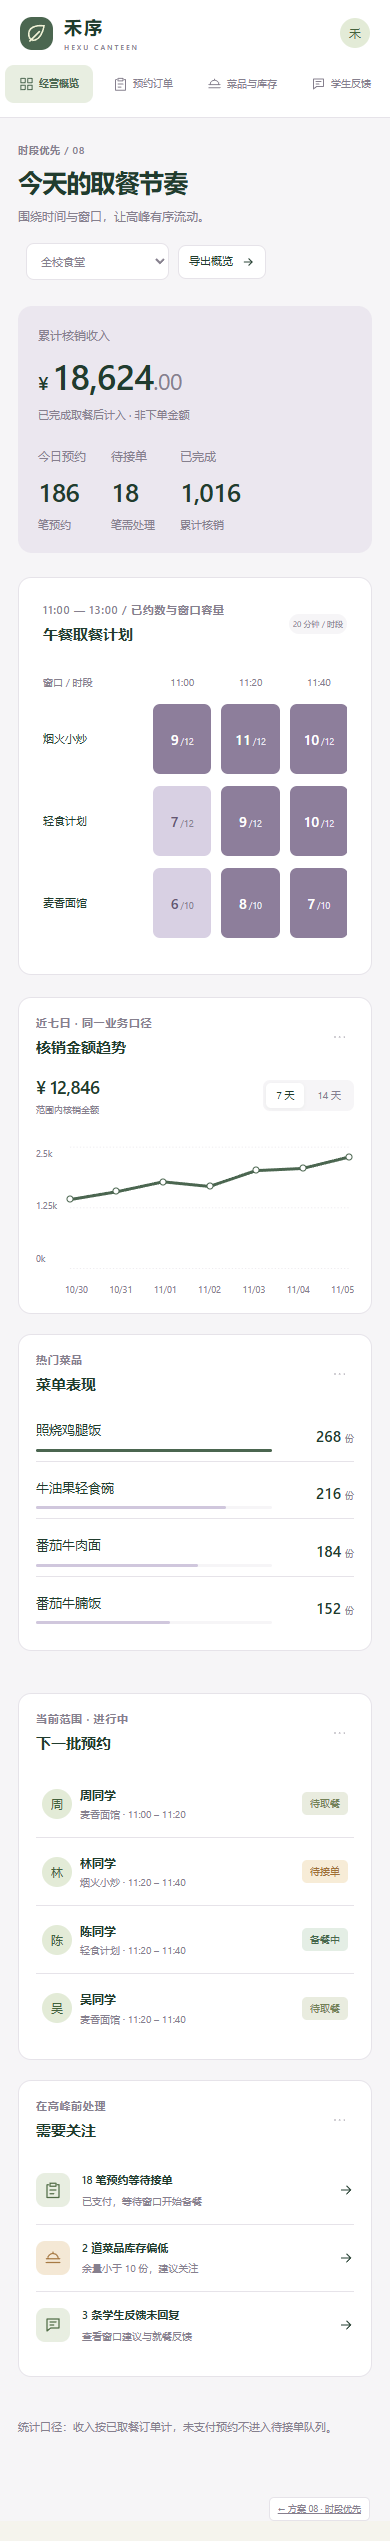 禾序
HEXU CANTEEN
禾
经营概览
预约订单
菜品与库存
学生反馈
时段优先 / 08
今天的取餐节奏
围绕时间与窗口，让高峰有序流动。
全校食堂
导出概览 →
累计核销收入
¥ 18,624.00
已完成取餐后计入 · 非下单金额
今日预约 待接单 已完成
186 18 1,016
笔预约 笔需处理 累计核销
11:00 — 13:00 / 已约数与窗口容量
午餐取餐计划
20 分钟 / 时段
窗口 / 时段 11:00 11:20 11:40
烟火小炒 9 /12 11 /12 10 /12
轻食计划 7 /12 9 /12 10 /12
麦香面馆 6 /10 8 /10 7 /10
近七日 · 同一业务口径
核销金额趋势
...
¥ 12,846
范围内核销金额
7 天 14 天
2.5k
1.25k
0k
10/30 10/31 11/01 11/02 11/03 11/04 11/05
热门菜品
菜单表现
...
照烧鸡腿饭 268 份
牛油果轻食碗 216 份
番茄牛肉面 184 份
番茄牛腩饭 152 份
当前范围 · 进行中
下一批预约
...
周 周同学
麦香面馆 · 11:00 – 11:20
待取餐
林 林同学
烟火小炒 · 11:20 – 11:40
待接单
陈 陈同学
轻食计划 · 11:20 – 11:40
备餐中
吴 吴同学
麦香面馆 · 11:20 – 11:40
待取餐
在高峰前处理
需要关注
...
18 笔预约等待接单
已支付，等待窗口开始备餐
→
2 道菜品库存偏低
余量小于 10 份，建议关注
→
3 条学生反馈未回复
查看窗口建议与就餐反馈
→
统计口径：收入按已取餐订单计，未支付预约不进入待接单队列。
← 方案 08 · 时段优先